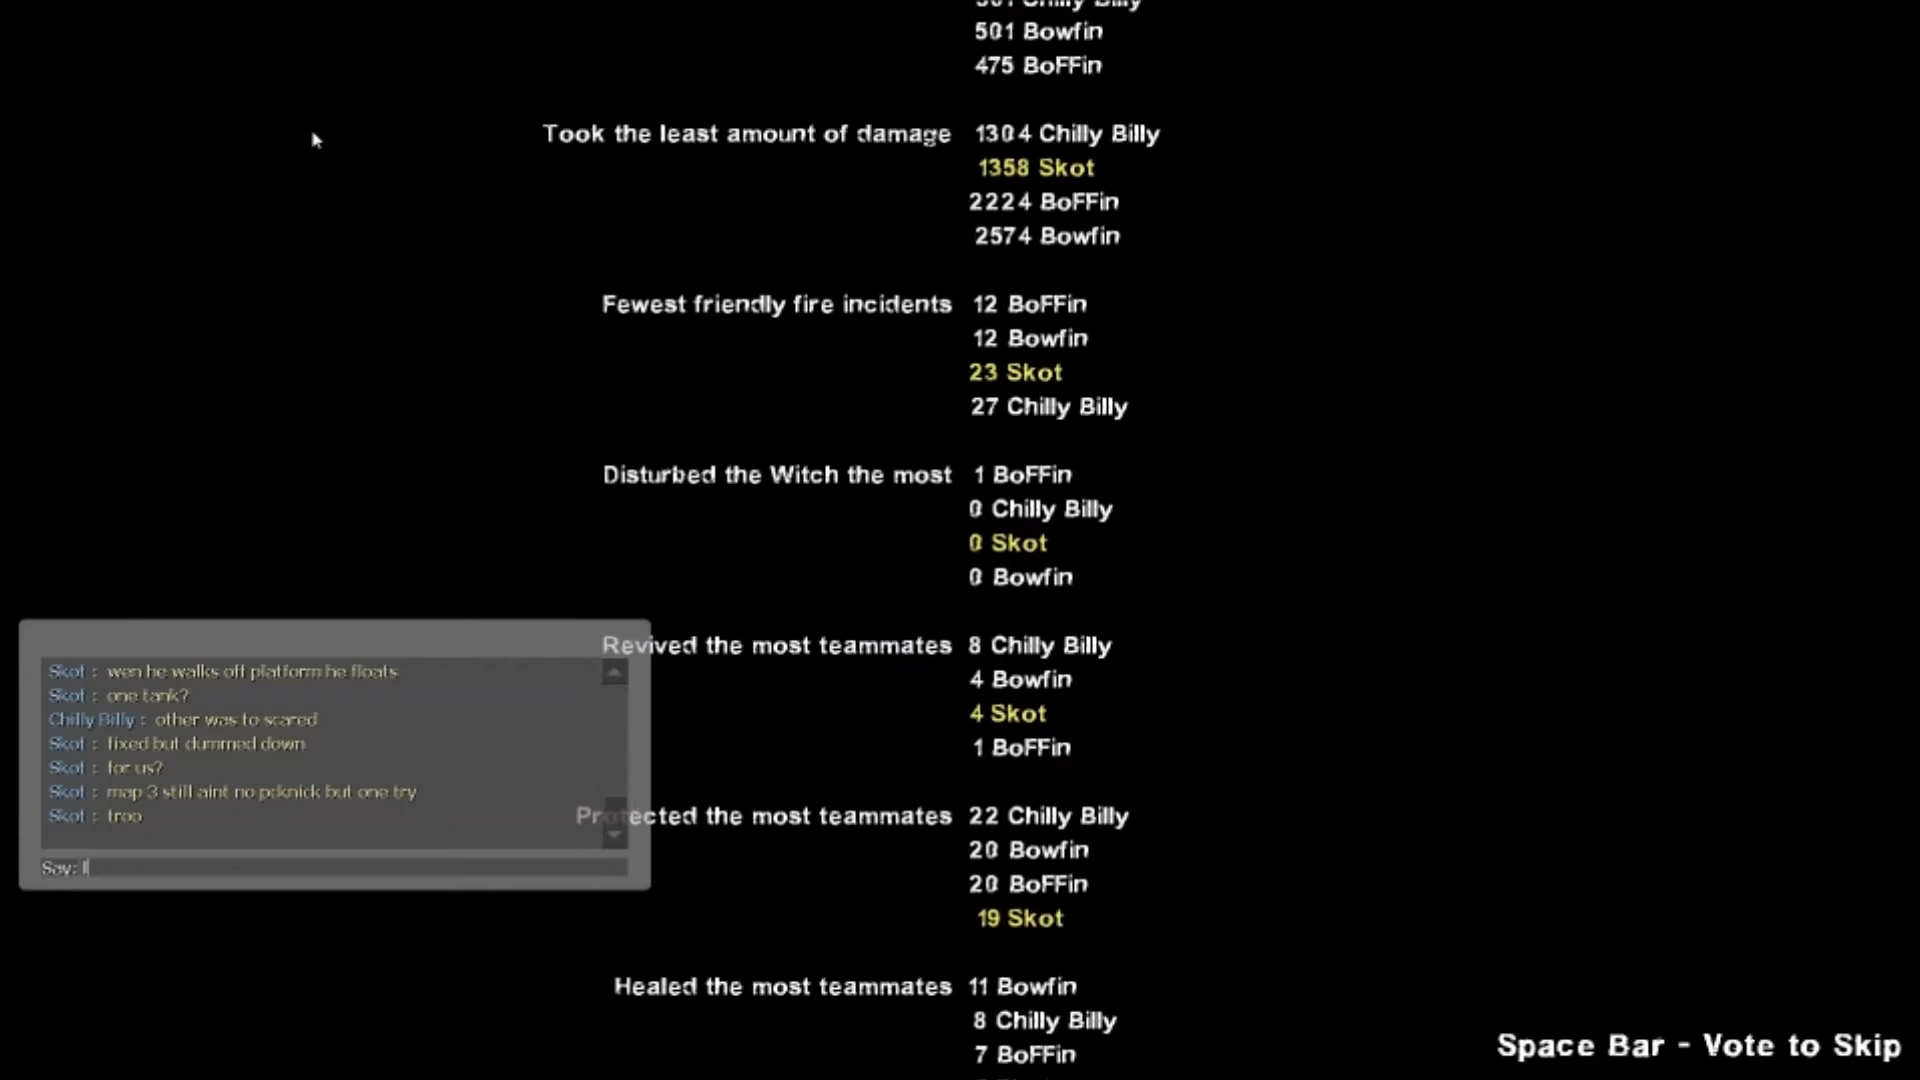 501 Bowfin
475 BoFFin
Took the least amount of damage 1304 Chilly Billy
1358 Skot
2224 BoFFin
2574 Bowfin
Fewest friendly fire incidents 12 BoFFin
12 Bowfin
23 Skot
27 Chilly Billy
Disturbed the Witch the most 1 BoFFin
0 Chilly Billy
0 Skot
0 Bowfin
Revived the most teammates 8 Chilly Billy
4 Bowfin
4 Skot
1 BoFFin
Protected the most teammates 22 Chilly Billy
20 Bowfin
20 BoFFin
19 Skot
Healed the most teammates 11 Bowfin
8 Chilly Billy
7 BoFFin
Skot : wen he walks off platform he floats
Skot : one tank?
Chilly Billy : other was to scared
Skot : fixed but dummed down
Skot : for us?
Skot : map 3 still aint no pcknick but one try
Skot :
Say:
Space Bar - Vote to Skip